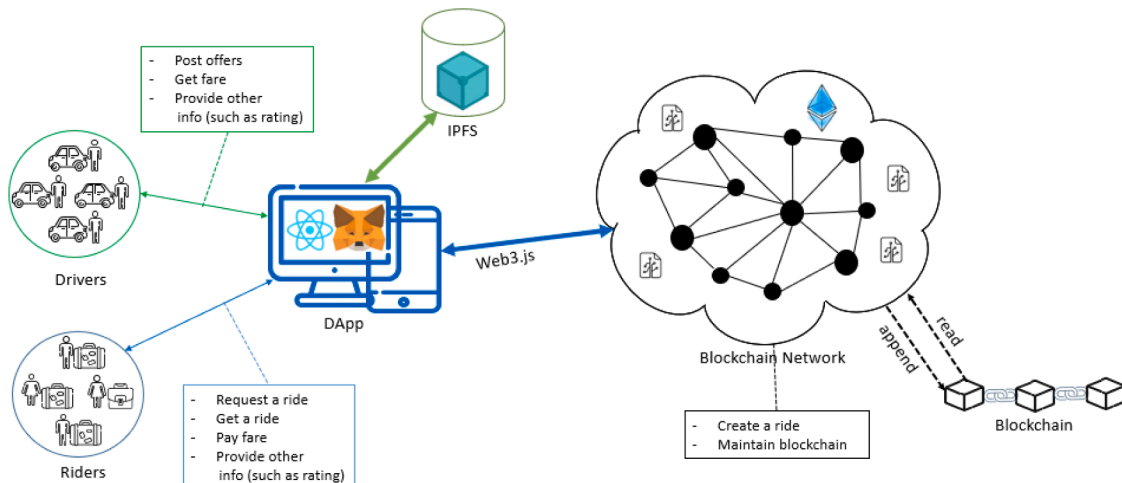 - Post offers
- Get fare
- Provide other
info (such as rating)
IPFS
Drivers
DApp
Web3.js
Riders
- Request a ride
- Get a ride
- Pay fare
- Provide other
info (such as rating)
Blockchain Network
- Create a ride
- Maintain blockchain
append
read
Blockchain